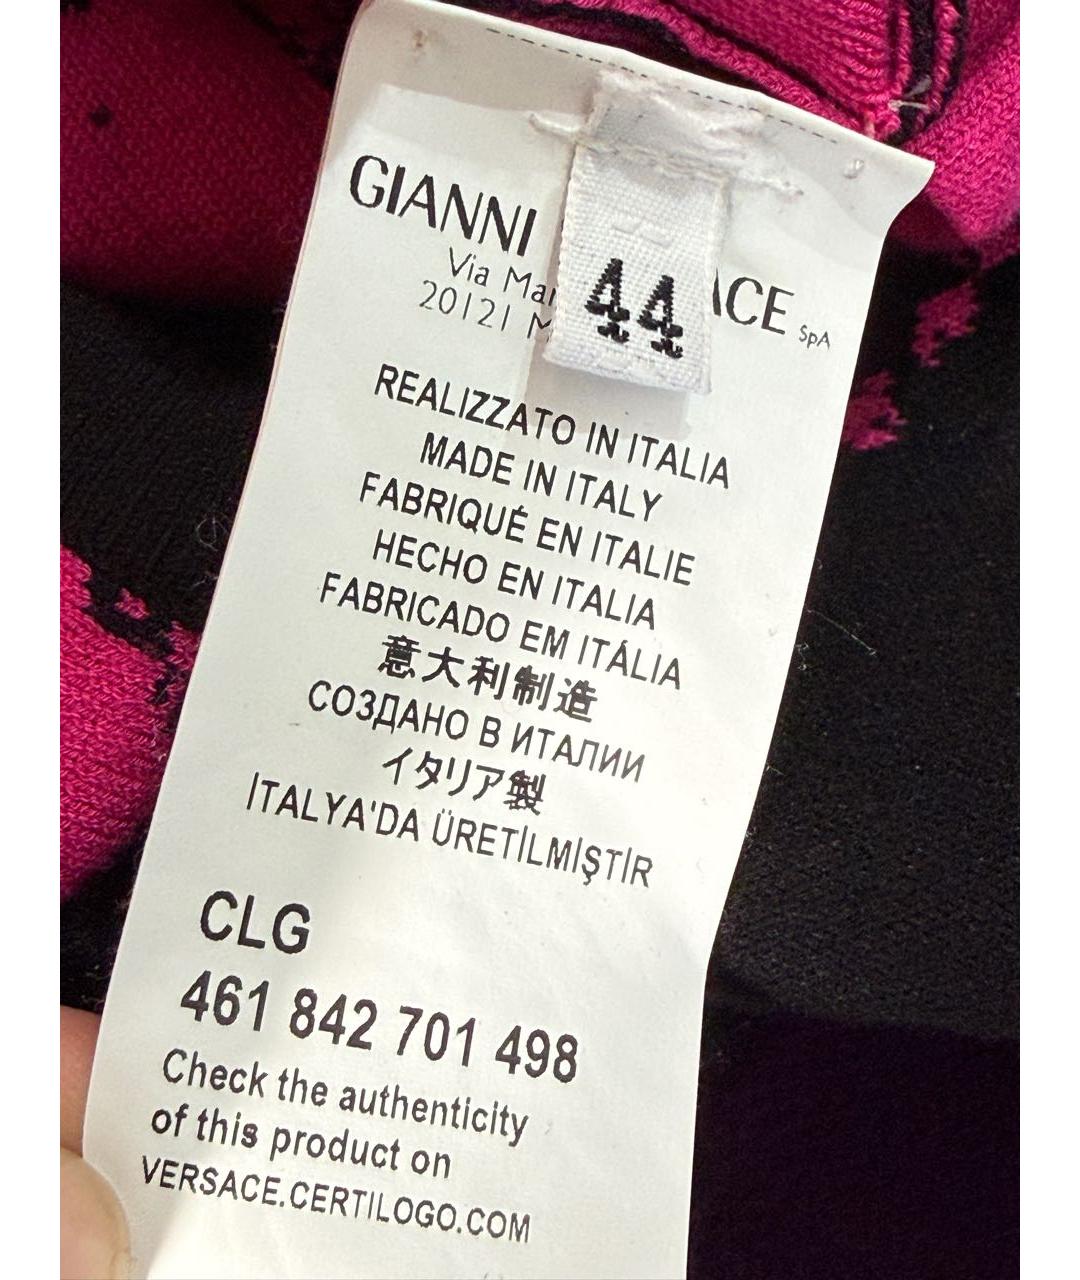 GIANNI
Via
20121
44
SpA
REALIZZATO IN ITALIA
MADE IN ITALY
FABRIQUÉ EN ITALIE
HECHO EN ITALIA
FABRICADO EM ITÁLIA
意大利制造
СОЗДАНО В ИТАЛИИ
イタリア製
İTALYA'DA ÜRETİLMİŞTİR
CLG
461 842 701 498
Check the authenticity
of this product on
VERSACE.CERTILOGO.COM